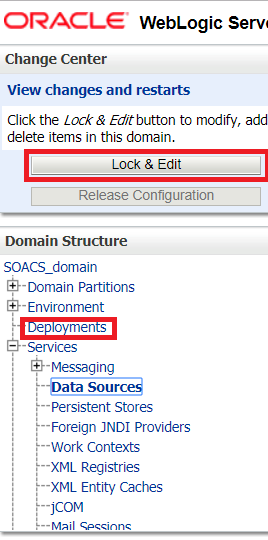 ORACLE WebLogic Serve
Change Center
View changes and restarts
Click the Lock & Edit button to modify, add
delete items in this domain.
Lock & Edit
Release Configuration
Domain Structure
SOACS_domain
Domain Partitions
Environment
Deployments
Services
Messaging
Data Sources
Persistent Stores
Foreign JNDI Providers
Work Contexts
XML Registries
XML Entity Caches
jCOM
Mail Sessions